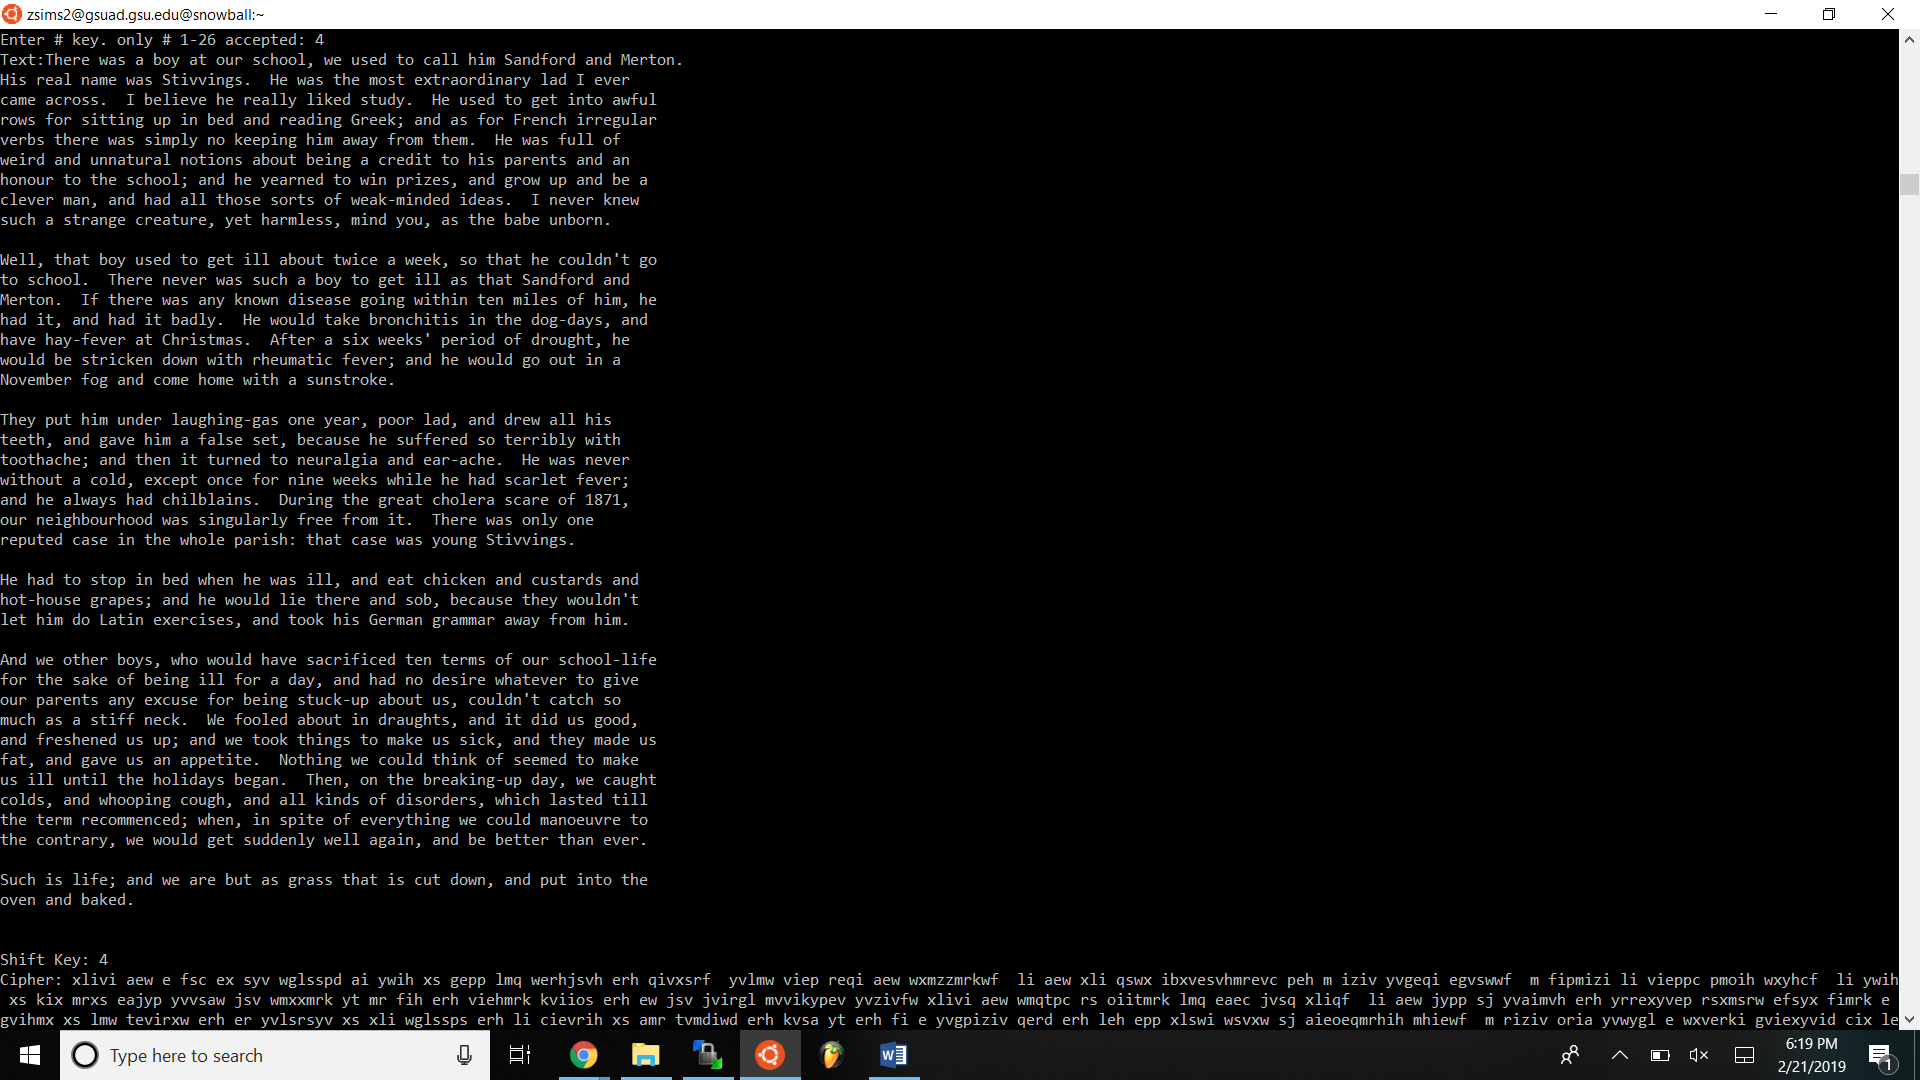 zsims2@gsuad.gsu.edu@snowball:~
Enter # key. only # 1-26 accepted: 4
Text:There was a boy at our school, we used to call him Sandford and Merton.
His real name was Stivvings.  He was the most extraordinary lad I ever
came across.  I believe he really liked study.  He used to get into awful
rows for sitting up in bed and reading Greek; and as for French irregular
verbs there was simply no keeping him away from them.  He was full of
weird and unnatural notions about being a credit to his parents and an
honour to the school; and he yearned to win prizes, and grow up and be a
clever man, and had all those sorts of weak-minded ideas.  I never knew
such a strange creature, yet harmless, mind you, as the babe unborn.

Well, that boy used to get ill about twice a week, so that he couldn't go
to school.  There never was such a boy to get ill as that Sandford and
Merton.  If there was any known disease going within ten miles of him, he
had it, and had it badly.  He would take bronchitis in the dog-days, and
have hay-fever at Christmas.  After a six weeks' period of drought, he
would be stricken down with rheumatic fever; and he would go out in a
November fog and come home with a sunstroke.

They put him under laughing-gas one year, poor lad, and drew all his
teeth, and gave him a false set, because he suffered so terribly with
toothache; and then it turned to neuralgia and ear-ache.  He was never
without a cold, except once for nine weeks while he had scarlet fever;
and he always had chilblains.  During the great cholera scare of 1871,
our neighbourhood was singularly free from it.  There was only one
reputed case in the whole parish: that case was young Stivvings.

He had to stop in bed when he was ill, and eat chicken and custards and
hot-house grapes; and he would lie there and sob, because they wouldn't
let him do Latin exercises, and took his German grammar away from him.

And we other boys, who would have sacrificed ten terms of our school-life
for the sake of being ill for a day, and had no desire whatever to give
our parents any excuse for being stuck-up about us, couldn't catch so
much as a stiff neck.  We fooled about in draughts, and it did us good,
and freshened us up; and we took things to make us sick, and they made us
fat, and gave us an appetite.  Nothing we could think of seemed to make
us ill until the holidays began.  Then, on the breaking-up day, we caught
colds, and whooping cough, and all kinds of disorders, which lasted till
the term recommenced; when, in spite of everything we could manoeuvre to
the contrary, we would get suddenly well again, and be better than ever.

Such is life; and we are but as grass that is cut down, and put into the
oven and baked.

Shift Key: 4
Cipher: xlivi aew e fsc ex syv wglsspd ai ywih xs gepp lmq werhjsvh erh qivxsrf  yvlmw viep reqi aew wxmzzmrkwf  li aew xli qswx ibxvesvhmrevc peh m iziv yvgeqi egvswwf  m fipmizi li vieppc pmoih wxyhcf  li ywih
xs kix mrxs eajyp yvvsaw jsv wmxxmrk yt mr fih erh viehmrk kviios erh ew jsv jvirgl mvvikypev yvzivfw xlivi aew wmqtpc rs oiitmrk lmq eaec jvsq xliqf  li aew jypp sj yvaimvh erh yrrexyvep rsxmsrw efsyx fimrk e
gvihmx xs lmw tevirxw erh er yvlsrsyv xs xli wglssps erh li cievrih xs amr tvmdiwd erh kvsa yt erh fi e yvgpiziv qerd erh leh epp xlswi wsvxw sj aieoeqmrhih mhiewf  m riziv oria yvwygl e wxverki gviexyvid cix le
Type here to search
6:19 PM
2/21/2019
1